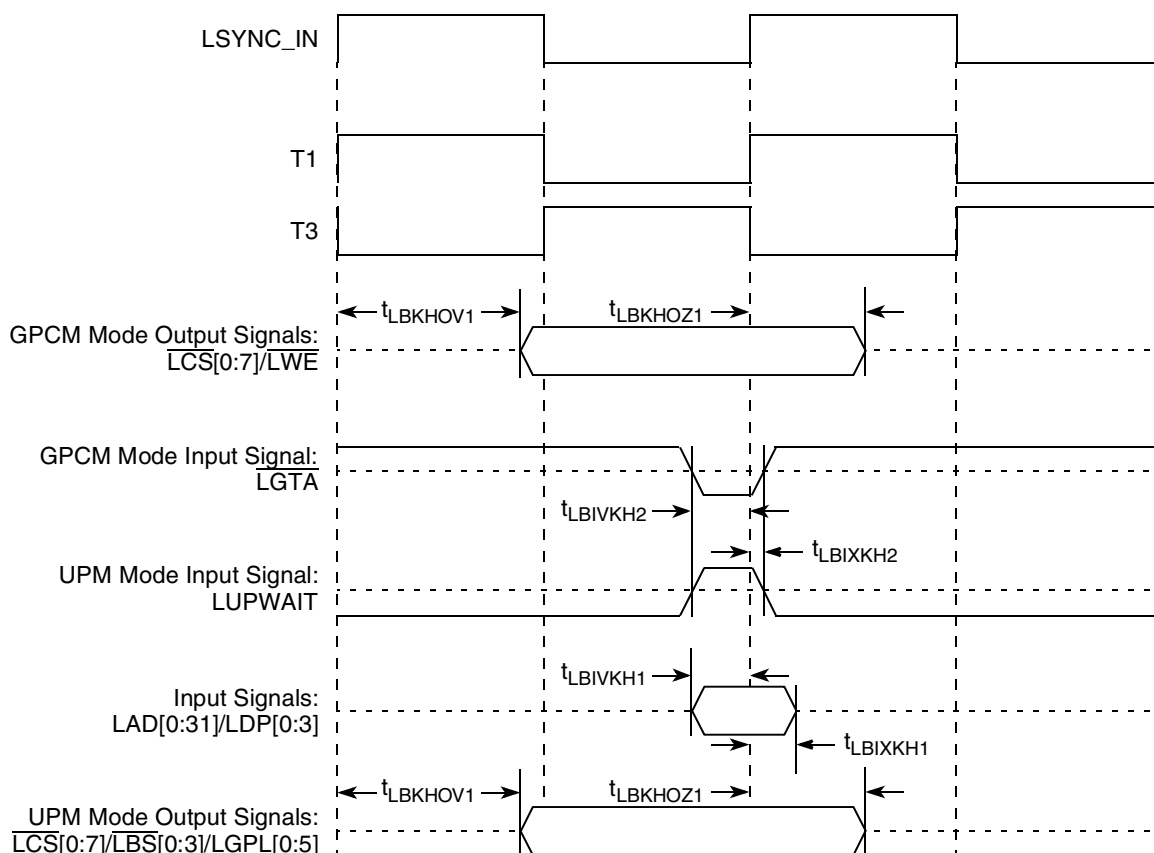 LSYNC_IN
T1
T3
tLBKHOV1
tLBKHOZ1
GPCM Mode Output Signals:
LCS[0:7]/LWE
GPCM Mode Input Signal:
LGTA
tLBIVKH2
tLBIXKH2
UPM Mode Input Signal:
LUPWAIT
tLBIVKH1
Input Signals:
LAD[0:31]/LDP[0:3]
tLBIXKH1
tLBKHOV1
tLBKHOZ1
UPM Mode Output Signals:
LCS[0:7]/LBS[0:3]/LGPL[0:5]